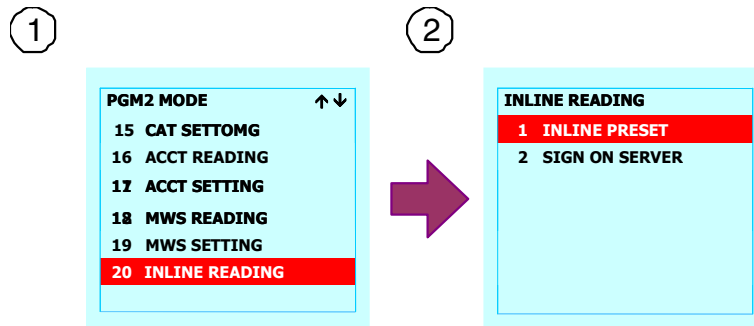 1
PGM2 MODE ↑↓
15 CAT SETTOMG
16 ACCT READING
17 ACCT SETTING
18 MWS READING
19 MWS SETTING
20 INLINE READING
2
INLINE READING
1 INLINE PRESET
2 SIGN ON SERVER